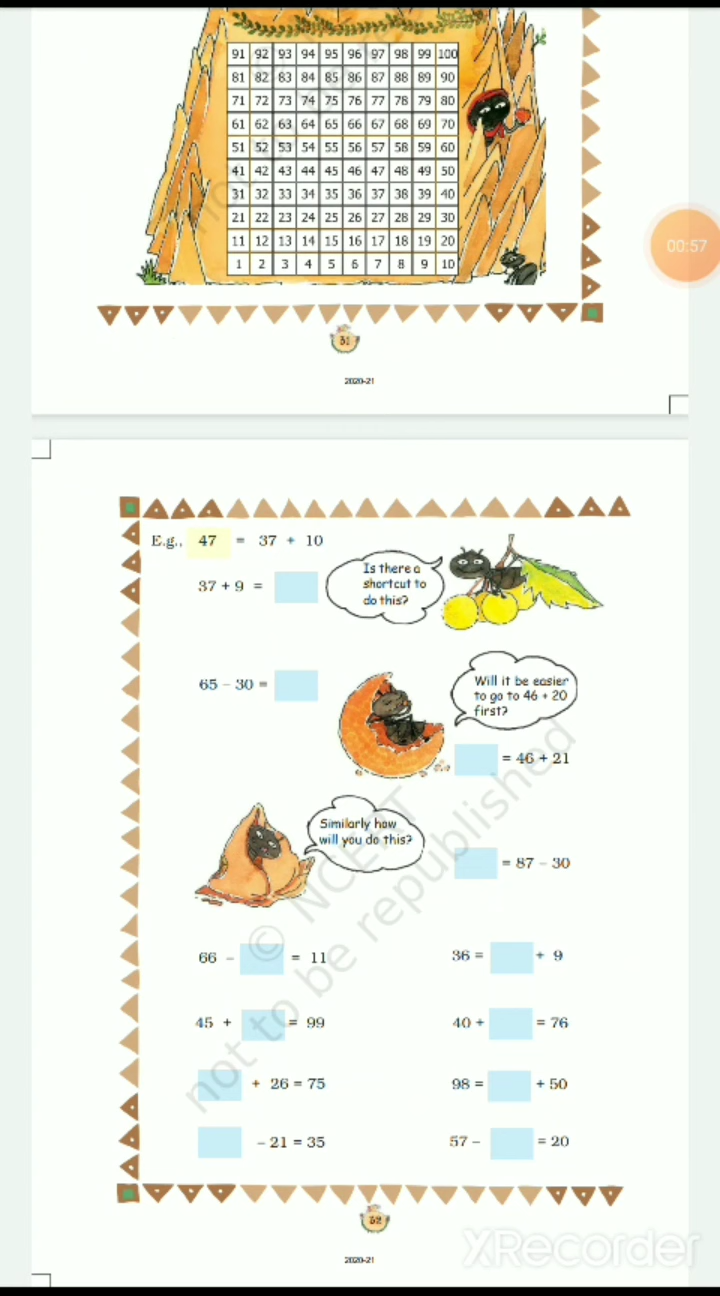 91 92 93 94 95 96 97 98 99 100
81 82 83 84 85 86 87 88 89 90
71 72 73 74 75 76 77 78 79 80
61 62 63 64 65 66 67 68 69 70
51 52 53 54 55 56 57 58 59 60
41 42 43 44 45 46 47 48 49 50
31 32 33 34 35 36 37 38 39 40
21 22 23 24 25 26 27 28 29 30
11 12 13 14 15 16 17 18 19 20
1 2 3 4 5 6 7 8 9 10
00:57
31
2020-21
E.g., 47 = 37 + 10
37 + 9 =
Is there a
shortcut to
do this?
65 – 30 =
Will it be easier
to go to 46 + 20
first?
= 46 + 21
Similarly how
will you do this?
= 87 – 30
66 – = 11
36 = + 9
45 + = 99
40 + = 76
+ 26 = 75
98 = + 50
– 21 = 35
57 – = 20
© NCERT
not to be republished
32
2020-21
XRecorder